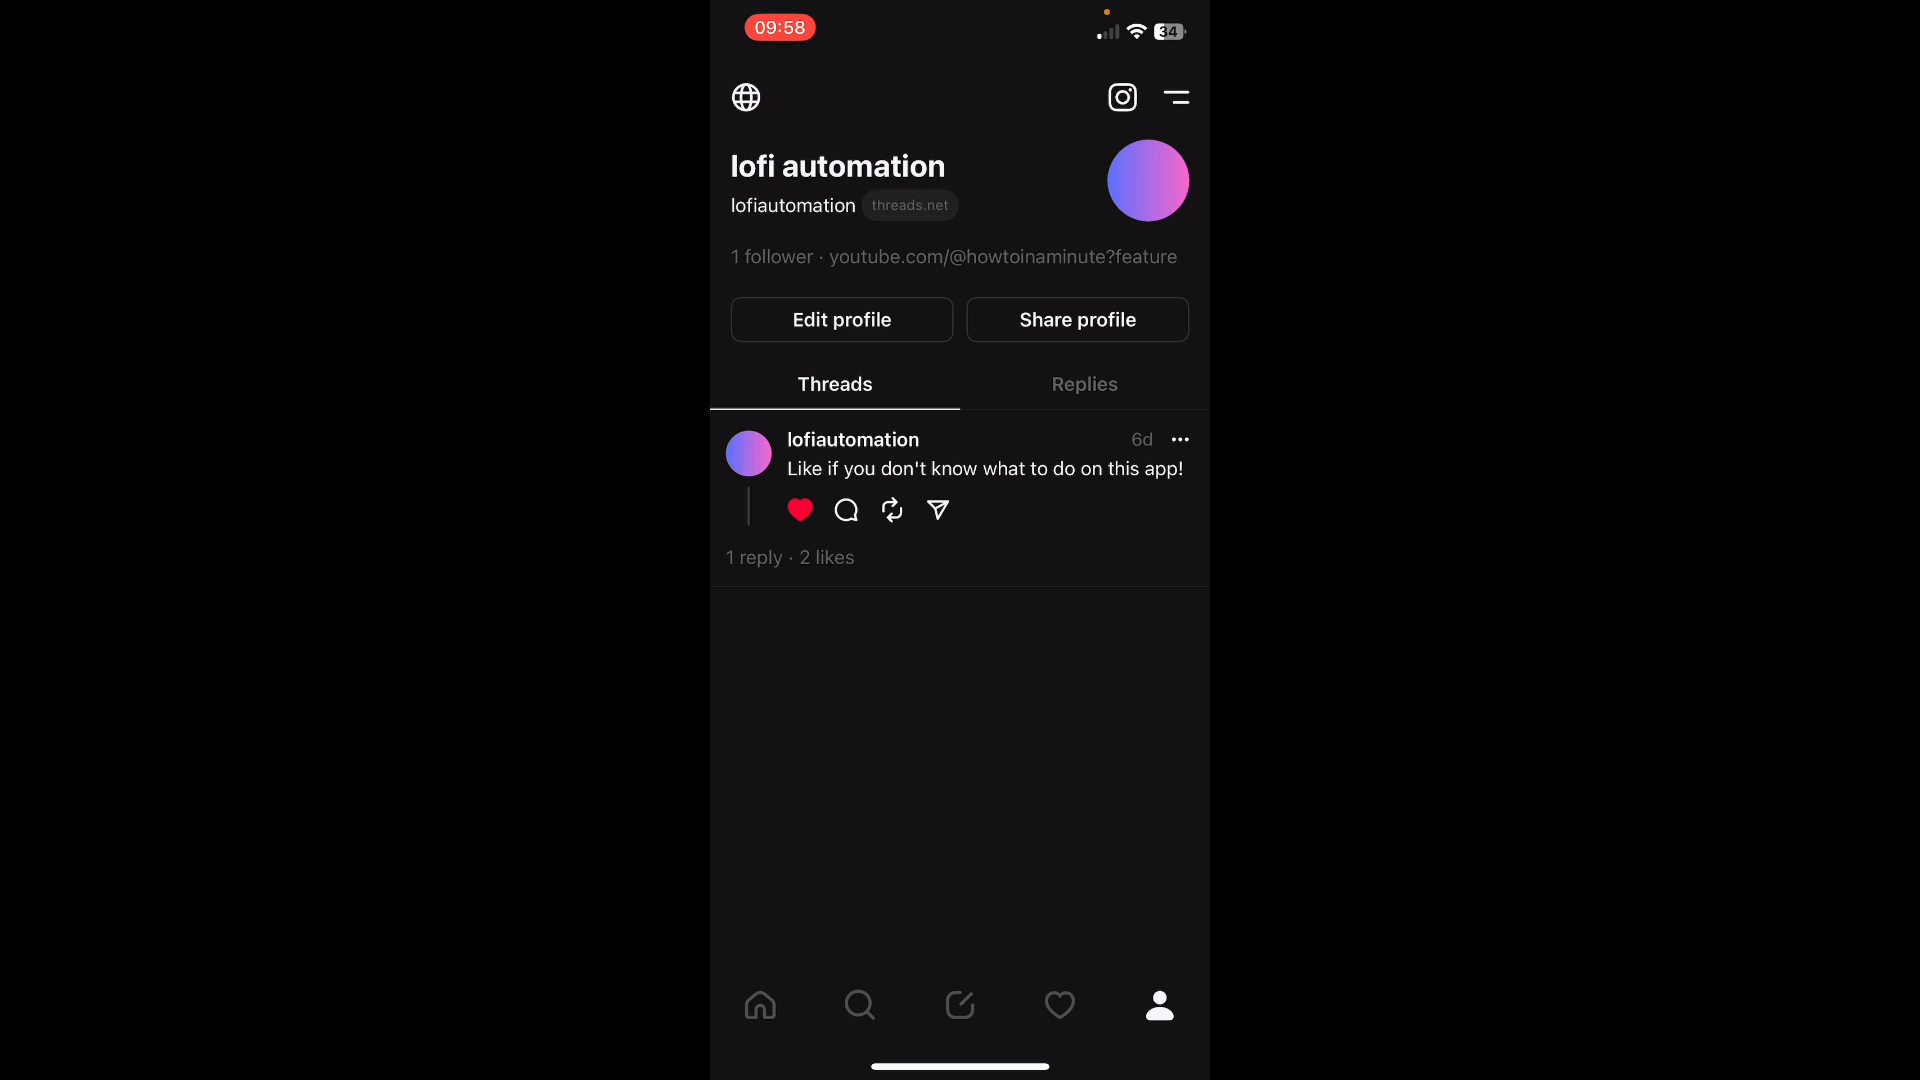 09:58
34
lofi automation
lofiautomation threads.net
1 follower · youtube.com/@howtoinaminute?feature
Edit profile Share profile
Threads Replies
lofiautomation 6d
Like if you don't know what to do on this app!
1 reply · 2 likes